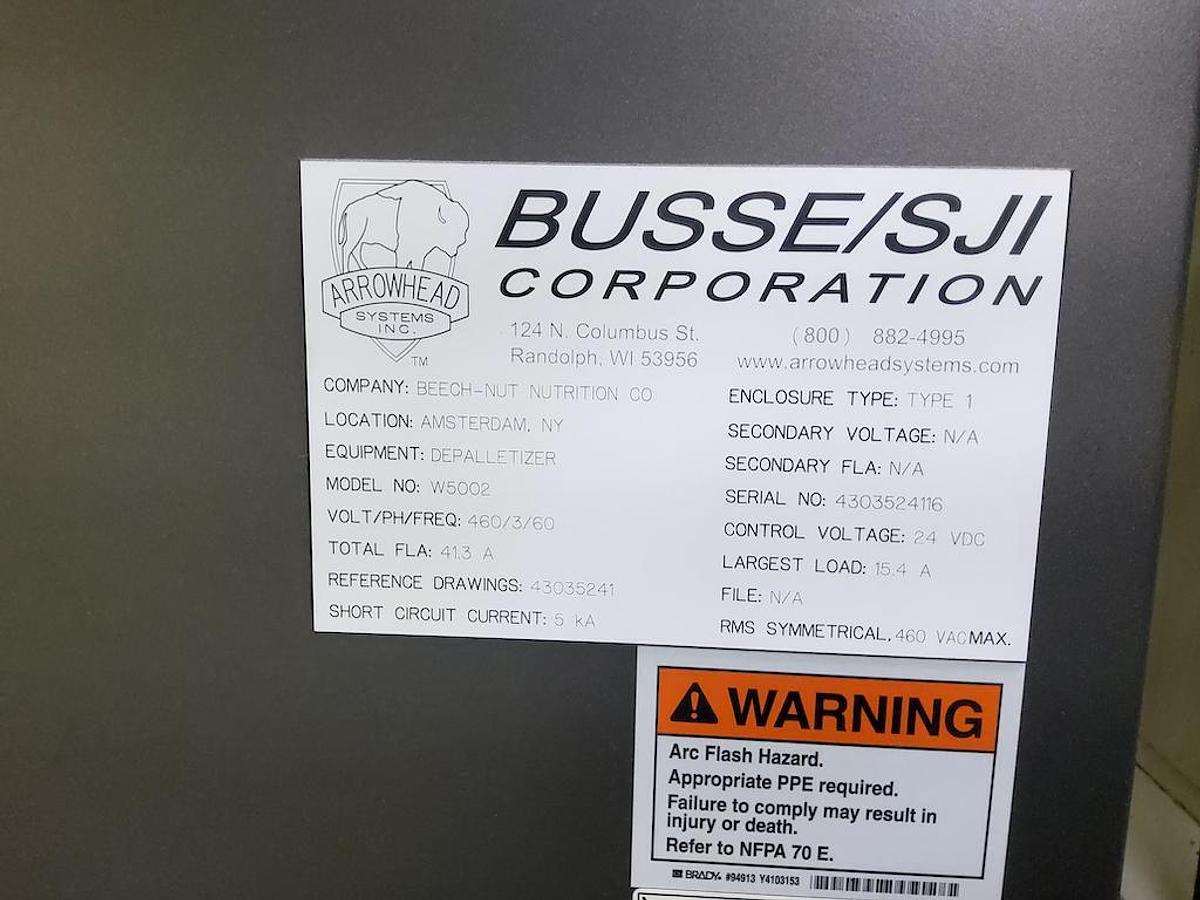 ARROWHEAD
SYSTEMS
INC.
TM
BUSSE/SJI
CORPORATION
124 N. Columbus St. (800) 882-4995
Randolph, WI 53956 www.arrowheadsystems.com
COMPANY: BEECH-NUT NUTRITION CO
LOCATION: AMSTERDAM, NY
EQUIPMENT: DEPALLETIZER
MODEL NO: W5002
VOLT/PH/FREQ: 460/3/60
TOTAL FLA: 41.3 A
REFERENCE DRAWINGS: 43035241
SHORT CIRCUIT CURRENT: 5 kA
ENCLOSURE TYPE: TYPE 1
SECONDARY VOLTAGE: N/A
SECONDARY FLA: N/A
SERIAL NO: 4303524116
CONTROL VOLTAGE: 24 VDC
LARGEST LOAD: 15.4 A
FILE: N/A
RMS SYMMETRICAL, 460 VAC MAX.
WARNING
Arc Flash Hazard.
Appropriate PPE required.
Failure to comply may result in
injury or death.
Refer to NFPA 70 E.
BRADY. #94913 Y4103153